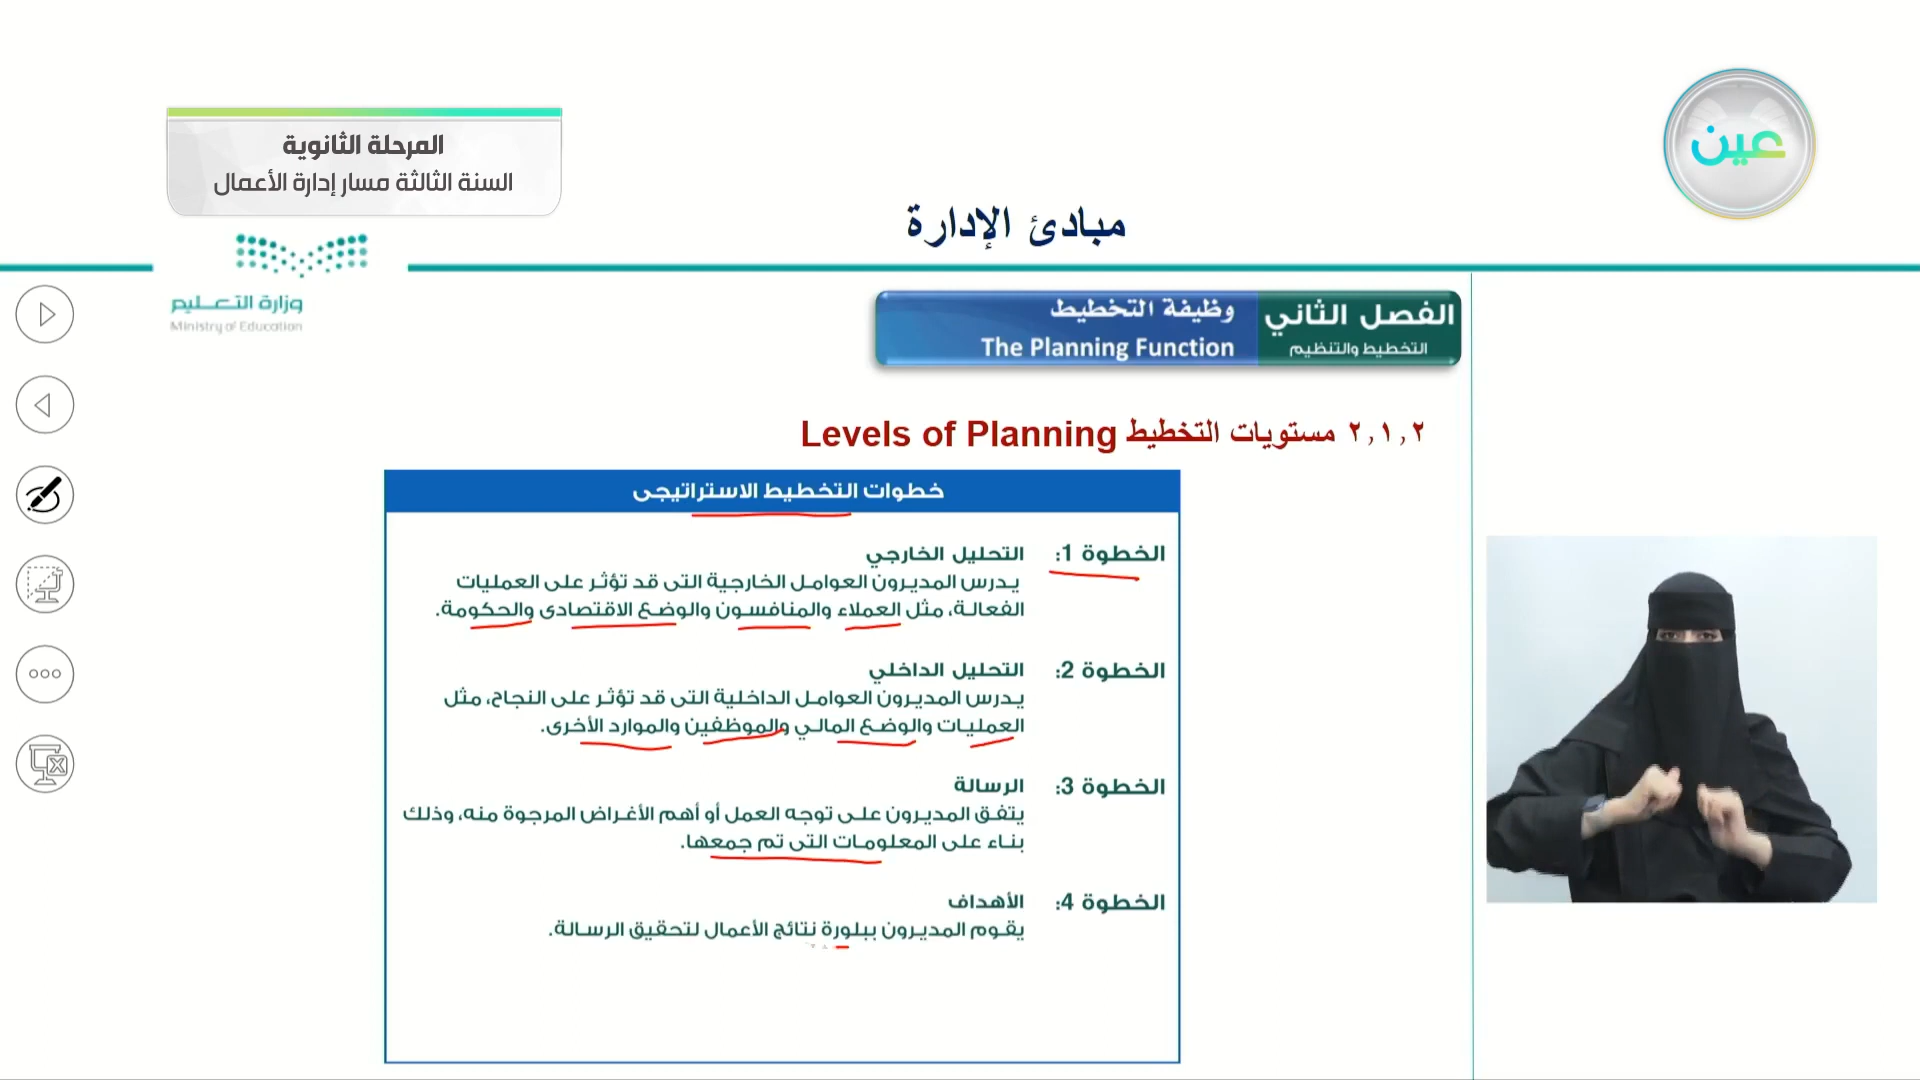 عين
المرحلة الثانوية
السنة الثالثة مسار إدارة الأعمال
مبادئ الإدارة
وزارة التعـليم
Ministry of Education
الفصل الثاني
التخطيط والتنظيم
وظيفة التخطيط
The Planning Function
٢,١,٢ مستويات التخطيط Levels of Planning
خطوات التخطيط الاستراتيجي
الخطوة 1: التحليل الخارجي
يدرس المديرون العوامل الخارجية التي قد تؤثر على العمليات
الفعالة، مثل العملاء والمنافسون والوضع الاقتصادي والحكومة.
الخطوة 2: التحليل الداخلي
يدرس المديرون العوامل الداخلية التي قد تؤثر على النجاح، مثل
العمليات والوضع المالي والموظفين والموارد الأخرى.
الخطوة 3: الرسالة
يتفق المديرون على توجه العمل أو أهم الأغراض المرجوة منه، وذلك
بناء على المعلومات التي تم جمعها.
الخطوة 4: الأهداف
يقوم المديرون ببلورة نتائج الأعمال لتحقيق الرسالة.